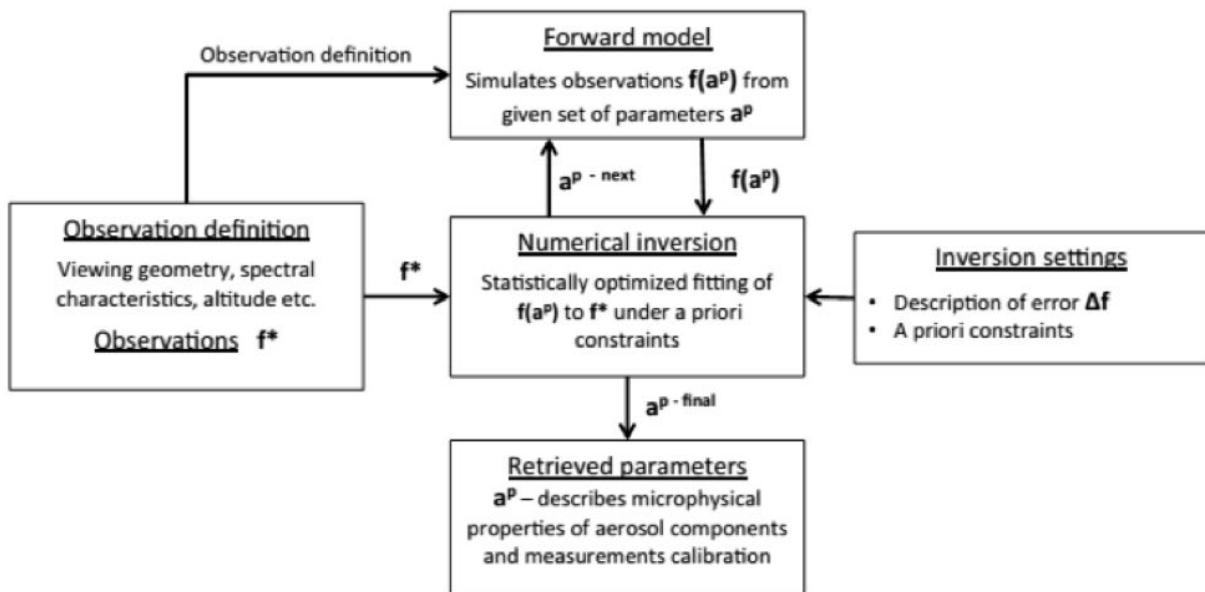 Forward model
Simulates observations f(aᵖ) from
given set of parameters aᵖ
Observation definition
aᵖ ⁻ ⁿᵉˣᵗ
f(aᵖ)
Observation definition
Viewing geometry, spectral
characteristics, altitude etc.
Observations f*
f*
Numerical inversion
Statistically optimized fitting of
f(aᵖ) to f* under a priori
constraints
Inversion settings
• Description of error Δf
• A priori constraints
aᵖ ⁻ ᶠⁱⁿᵃˡ
Retrieved parameters
aᵖ – describes microphysical
properties of aerosol components
and measurements calibration